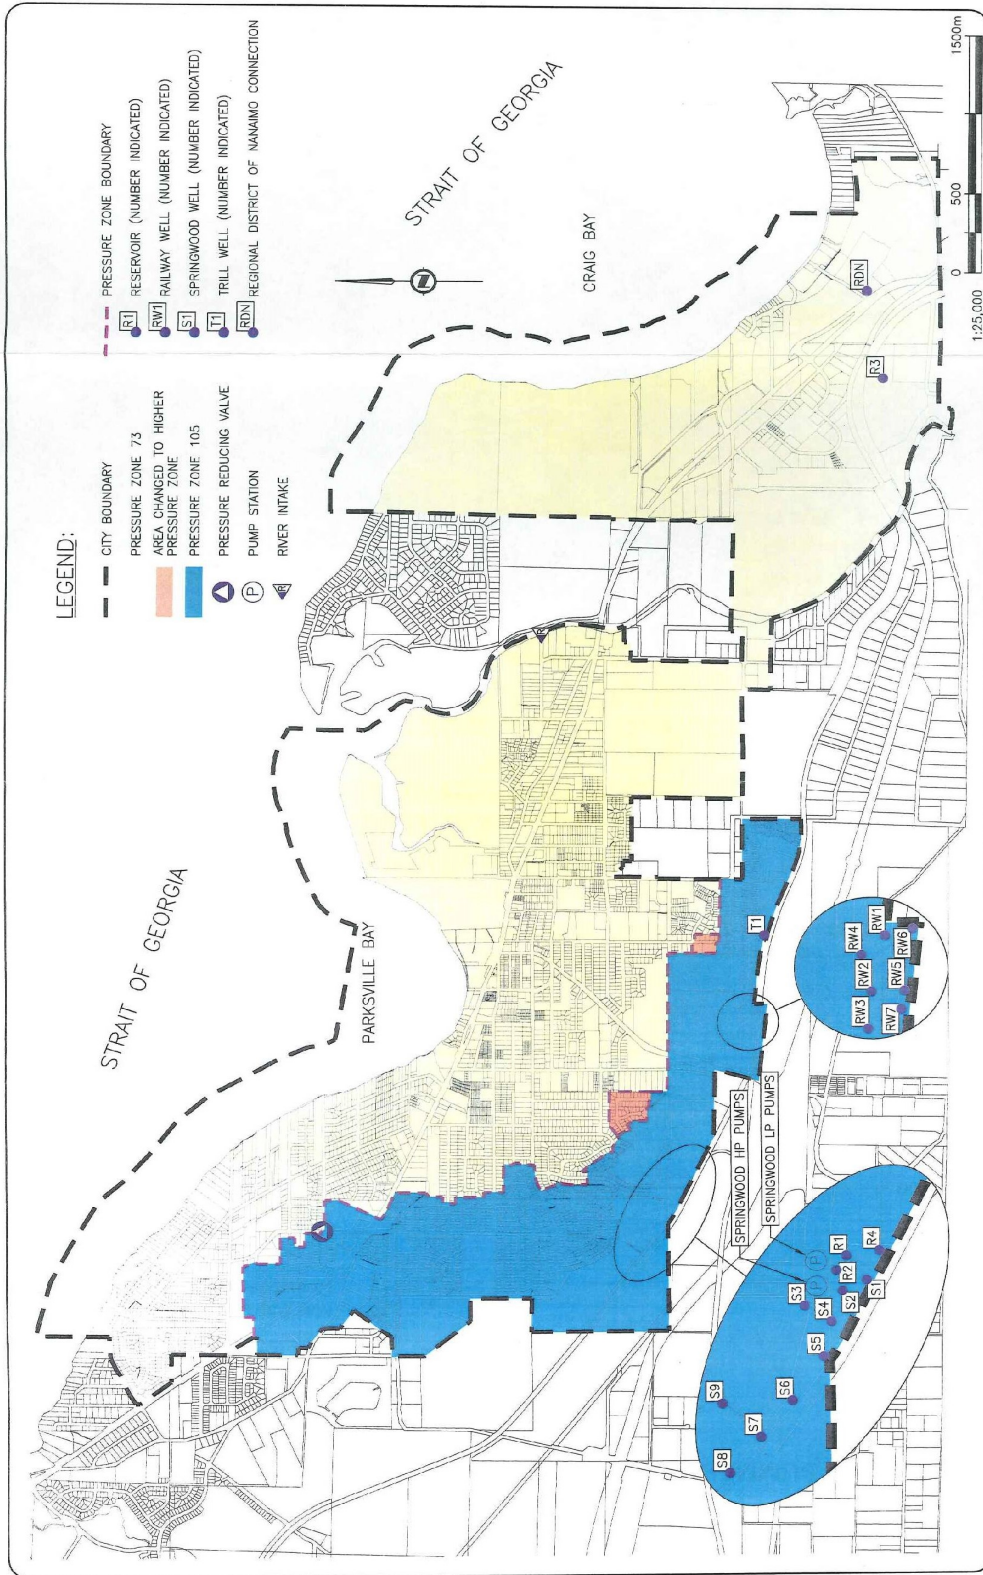 LEGEND:
CITY BOUNDARY
PRESSURE ZONE 73
AREA CHANGED TO HIGHER
PRESSURE ZONE
PRESSURE ZONE 105
PRESSURE REDUCING VALVE
P
PUMP STATION
R
RIVER INTAKE
PRESSURE ZONE BOUNDARY
R1
RESERVOIR (NUMBER INDICATED)
RW1
RAILWAY WELL (NUMBER INDICATED)
S1
SPRINGWOOD WELL (NUMBER INDICATED)
T1
TRILL WELL (NUMBER INDICATED)
RDN
REGIONAL DISTRICT OF NANAIMO CONNECTION
STRAIT OF GEORGIA
STRAIT OF GEORGIA
PARKSVILLE BAY
CRAIG BAY
N
R
RDN
R3
T1
SPRINGWOOD HP PUMPS
SPRINGWOOD LP PUMPS
S8
S9
S7
S6
S5
S4
S3
S2
S1
P
P
R2
R1
R4
RW3
RW2
RW4
RW1
RW7
RW5
RW6
0
500
1500m
1:25,000